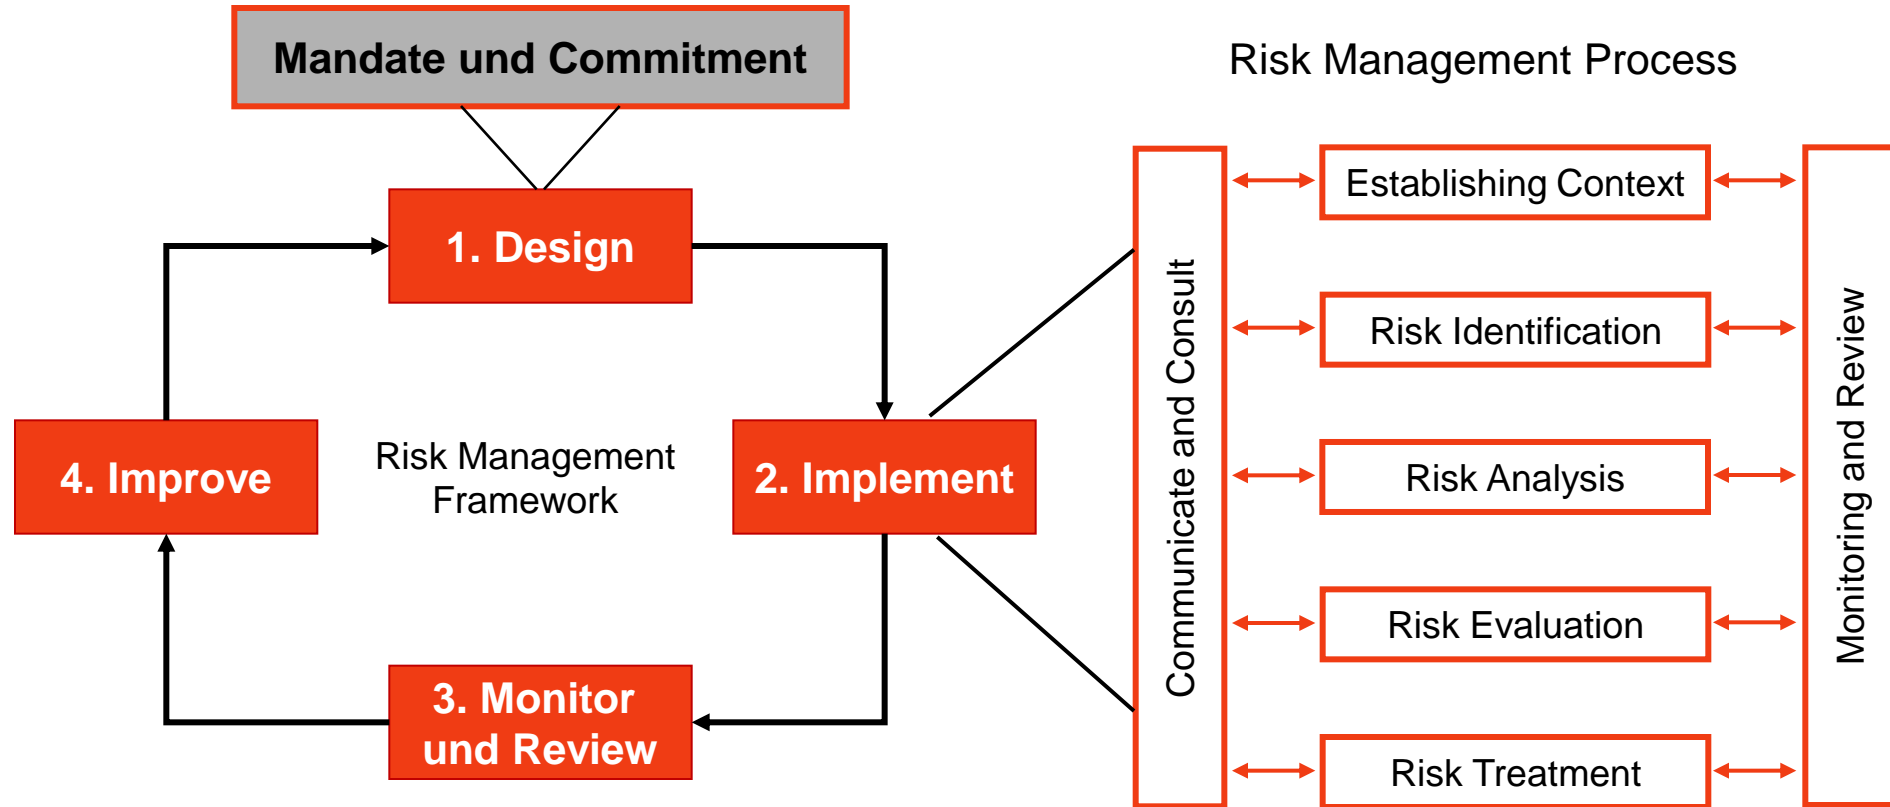 Mandate und Commitment
Risk Management Process
1. Design
2. Implement
3. Monitor
und Review
4. Improve
Risk Management
Framework
Communicate and Consult
Establishing Context
Risk Identification
Risk Analysis
Risk Evaluation
Risk Treatment
Monitoring and Review